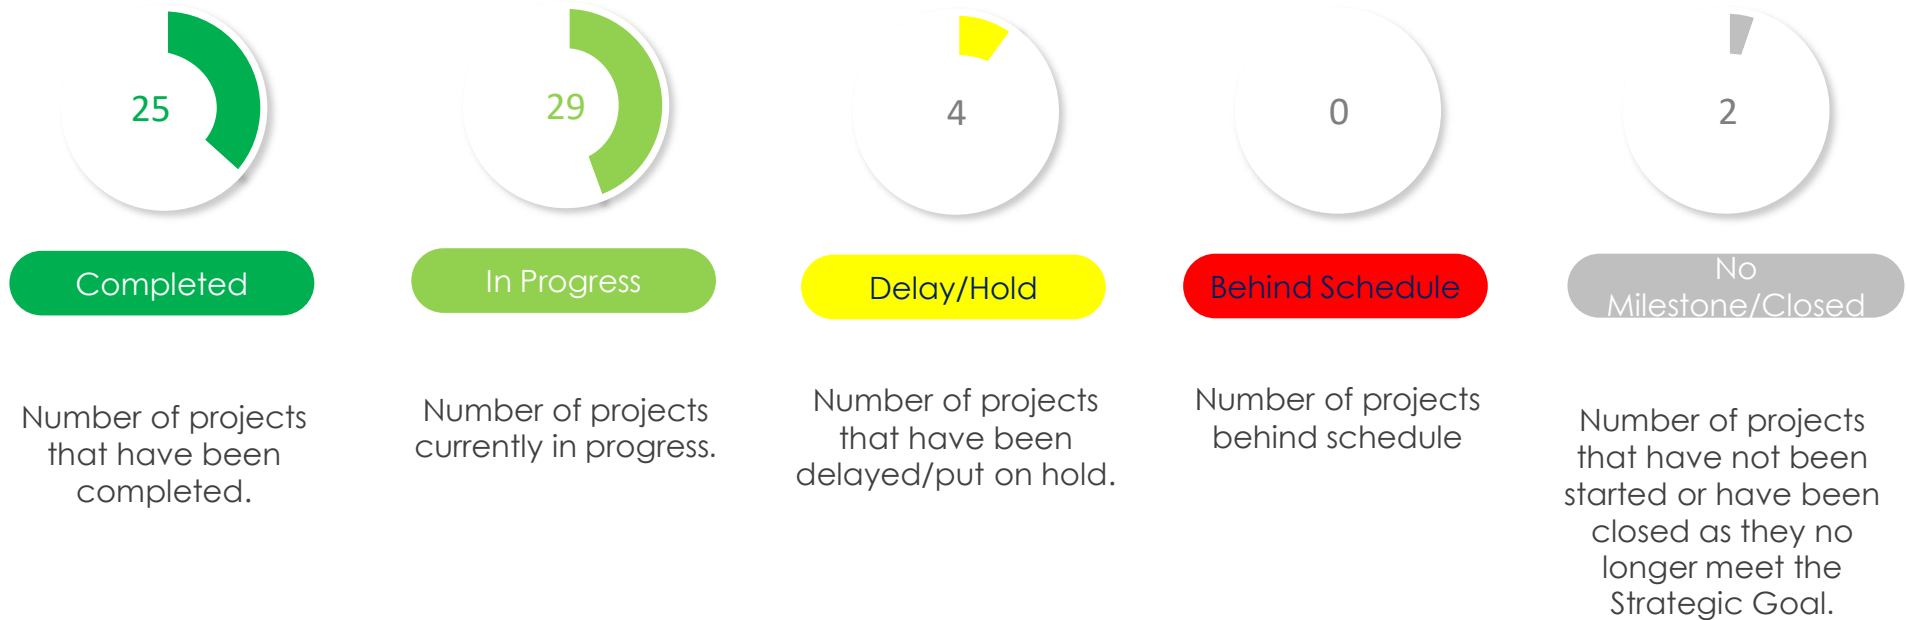 25
29
4
0
2
Completed
In Progress
Delay/Hold
Behind Schedule
No
Milestone/Closed
Number of projects
that have been
completed.
Number of projects
currently in progress.
Number of projects
that have been
delayed/put on hold.
Number of projects
behind schedule
Number of projects
that have not been
started or have been
closed as they no
longer meet the
Strategic Goal.